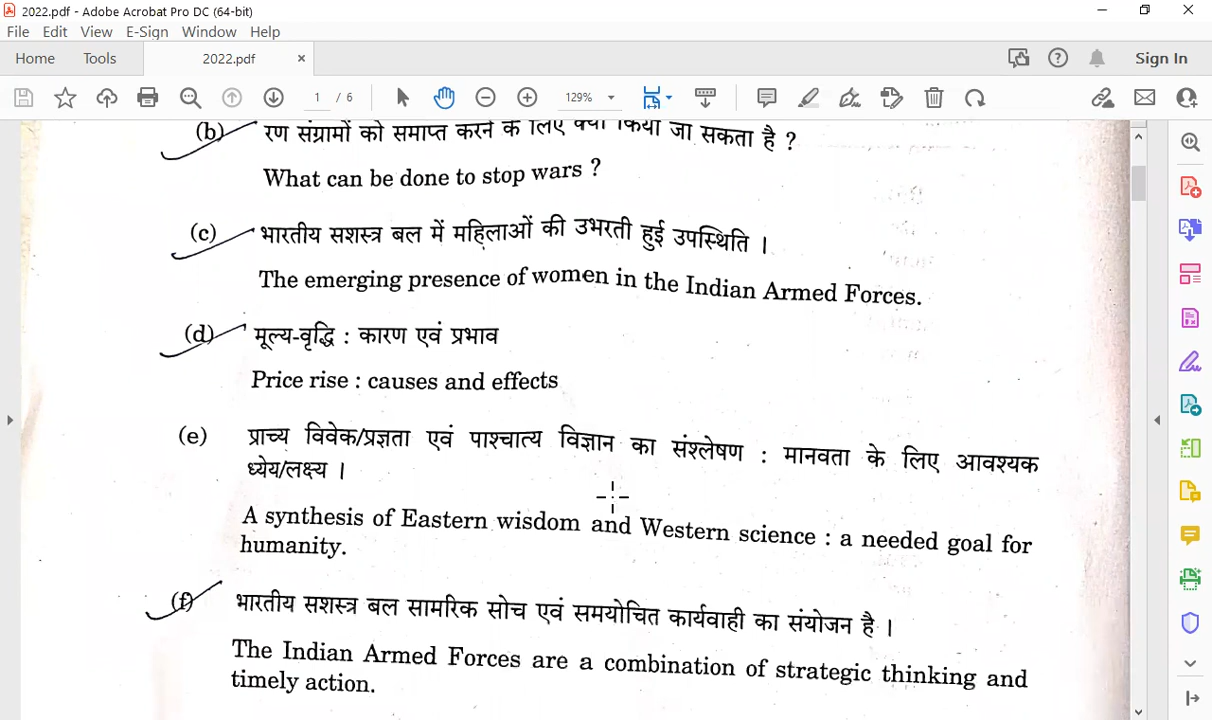 2022.pdf - Adobe Acrobat Pro DC (64-bit)
File Edit View E-Sign Window Help
Home Tools 2022.pdf × Sign In
1 / 6 129%
(b) रण संग्रामों को समाप्त करने के लिए क्या किया जा सकता है ?
What can be done to stop wars ?
(c) भारतीय सशस्त्र बल में महिलाओं की उभरती हुई उपस्थिति ।
The emerging presence of women in the Indian Armed Forces.
(d) मूल्य-वृद्धि : कारण एवं प्रभाव
Price rise : causes and effects
(e) प्राच्य विवेक/प्रज्ञता एवं पाश्चात्य विज्ञान का संश्लेषण : मानवता के लिए आवश्यक
ध्येय/लक्ष्य ।
A synthesis of Eastern wisdom and Western science : a needed goal for
humanity.
(f) भारतीय सशस्त्र बल सामरिक सोच एवं समयोचित कार्यवाही का संयोजन है ।
The Indian Armed Forces are a combination of strategic thinking and
timely action.